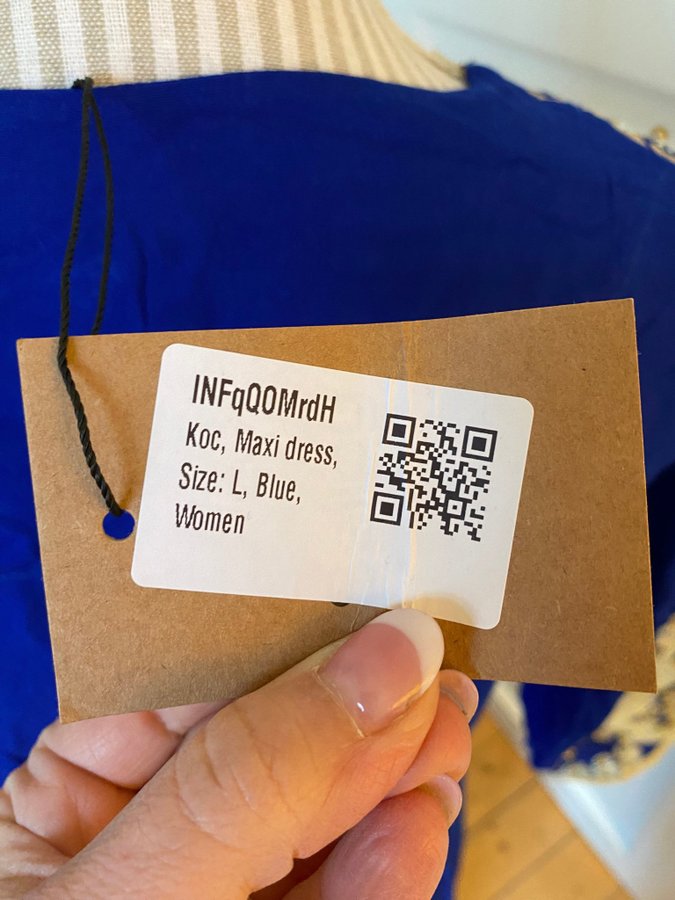 INFqQOMrdH
Koc, Maxi dress,
Size: L, Blue,
Women